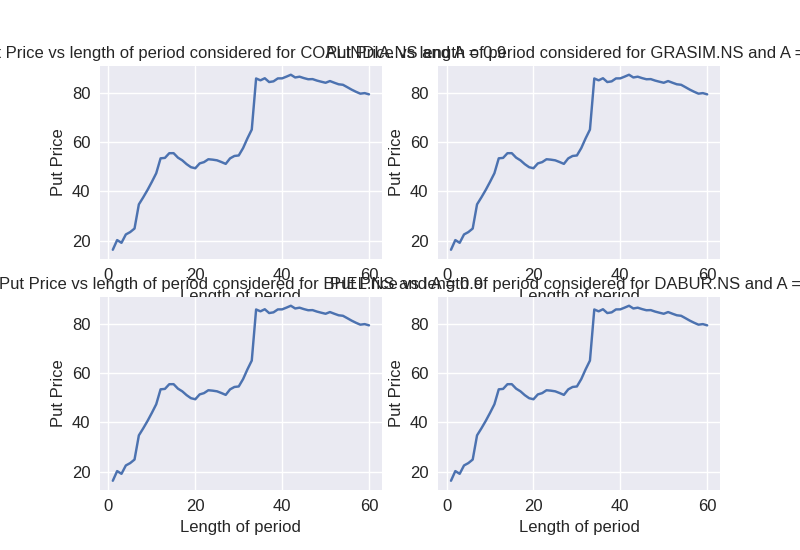 Price vs length of period considered for COALINDIA.NS and A = 0.9
Put Price vs length of period considered for GRASIM.NS and A =
Put Price
80
60
40
20
0
20
40
60
Length of period
Put Price
80
60
40
20
0
20
40
60
Length of period
Put Price vs length of period considered for BHEL.NS and A = 0.9
Put Price vs length of period considered for DABUR.NS and A =
Put Price
80
60
40
20
0
20
40
60
Length of period
Put Price
80
60
40
20
0
20
40
60
Length of period